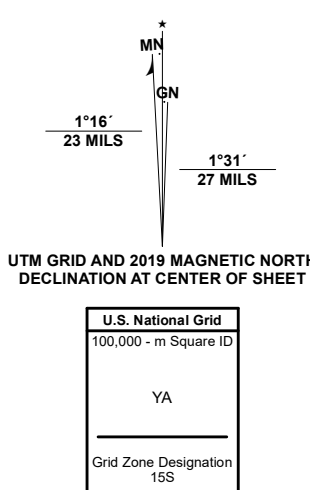 ★
MN
GN
1°16´
23 MILS
1°31´
27 MILS
UTM GRID AND 2019 MAGNETIC NORTH
DECLINATION AT CENTER OF SHEET
U.S. National Grid
100,000 - m Square ID
YA
Grid Zone Designation
15S